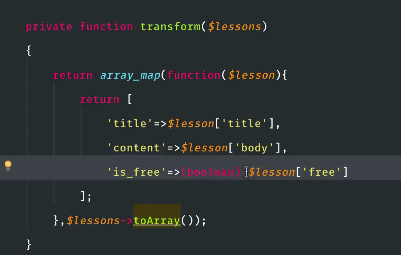 private function transform($lessons)
{
return array_map(function($lesson){
return [
'title'=>$lesson['title'],
'content'=>$lesson['body'],
'is_free'=>(boolean)$lesson['free']
];
},$lessons->toArray());
}